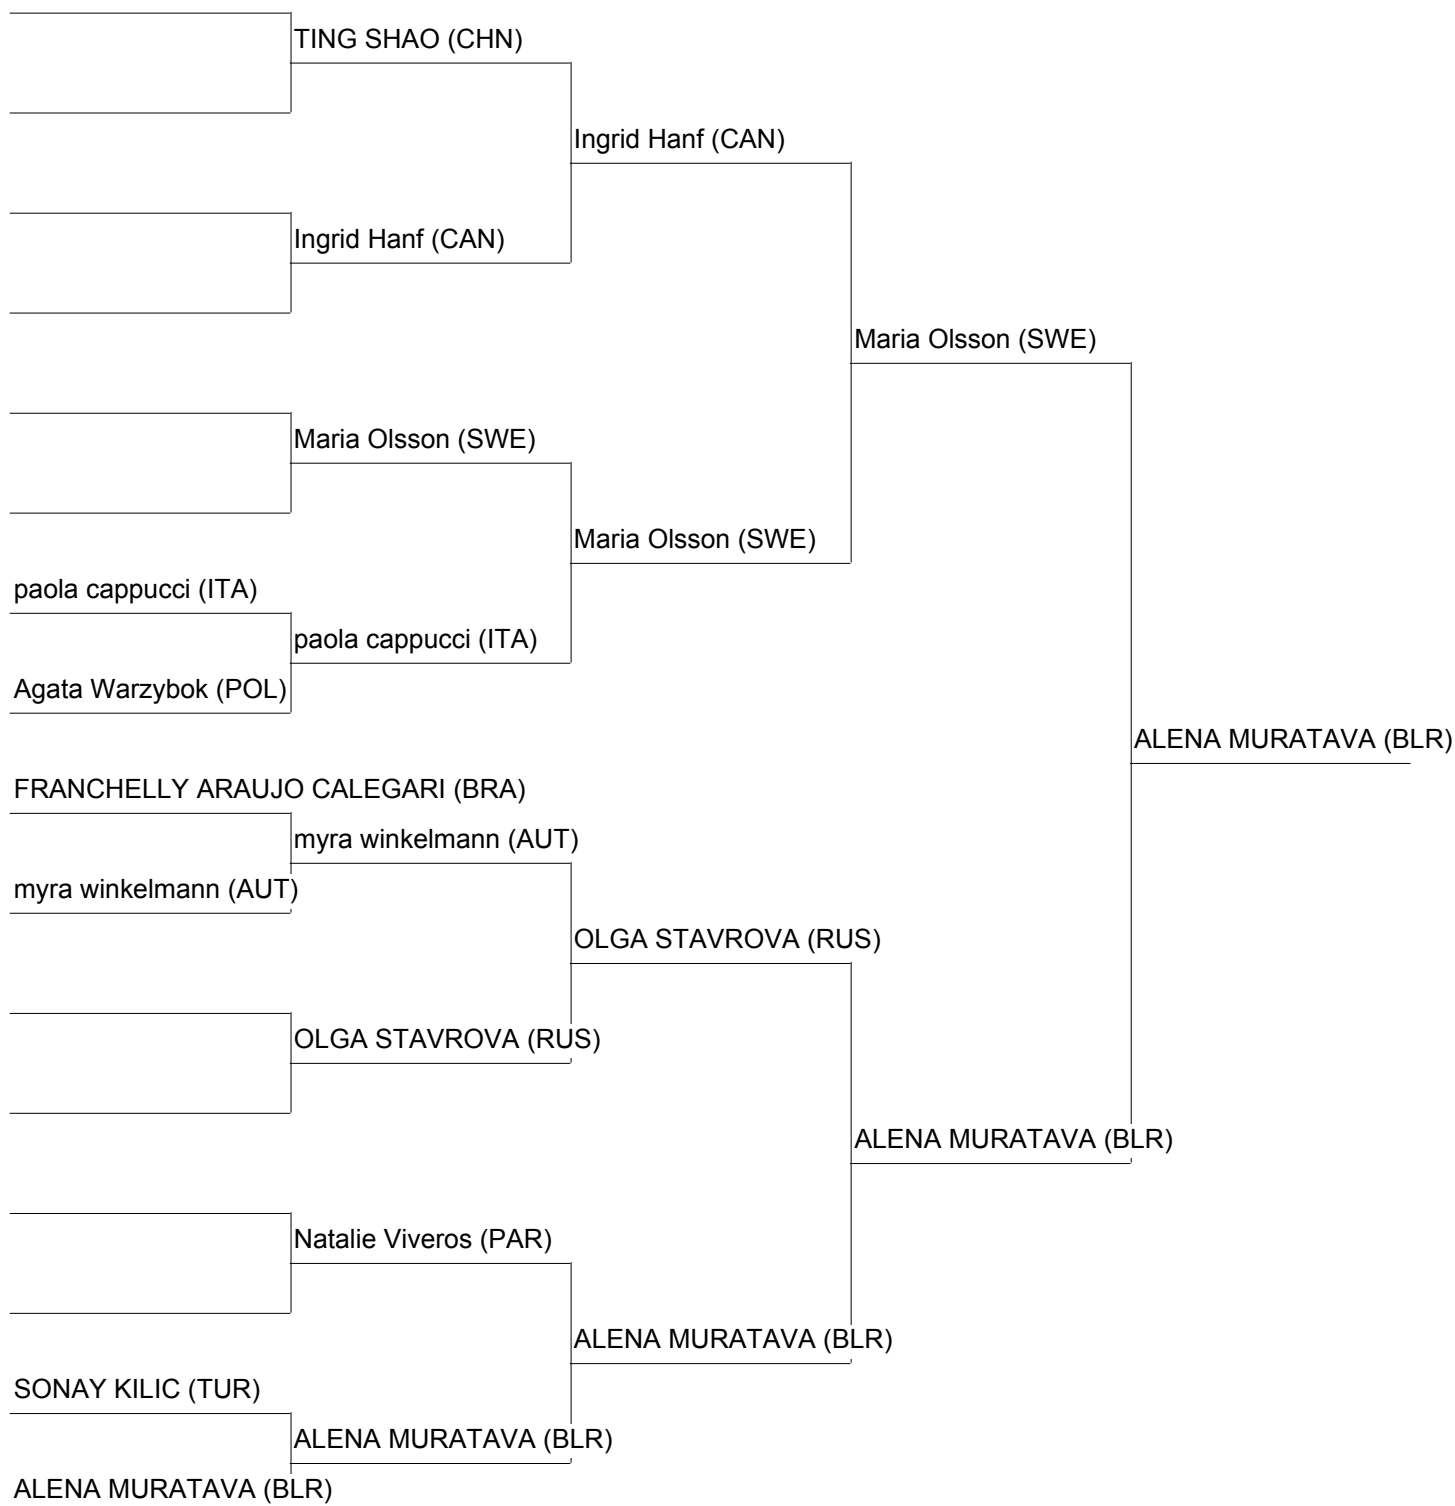 TING SHAO (CHN)
Ingrid Hanf (CAN)
Ingrid Hanf (CAN)
Maria Olsson (SWE)
Maria Olsson (SWE)
Maria Olsson (SWE)
paola cappucci (ITA)
paola cappucci (ITA)
Agata Warzybok (POL)
ALENA MURATAVA (BLR)
FRANCHELLY ARAUJO CALEGARI (BRA)
myra winkelmann (AUT)
myra winkelmann (AUT)
OLGA STAVROVA (RUS)
OLGA STAVROVA (RUS)
ALENA MURATAVA (BLR)
Natalie Viveros (PAR)
ALENA MURATAVA (BLR)
SONAY KILIC (TUR)
ALENA MURATAVA (BLR)
ALENA MURATAVA (BLR)